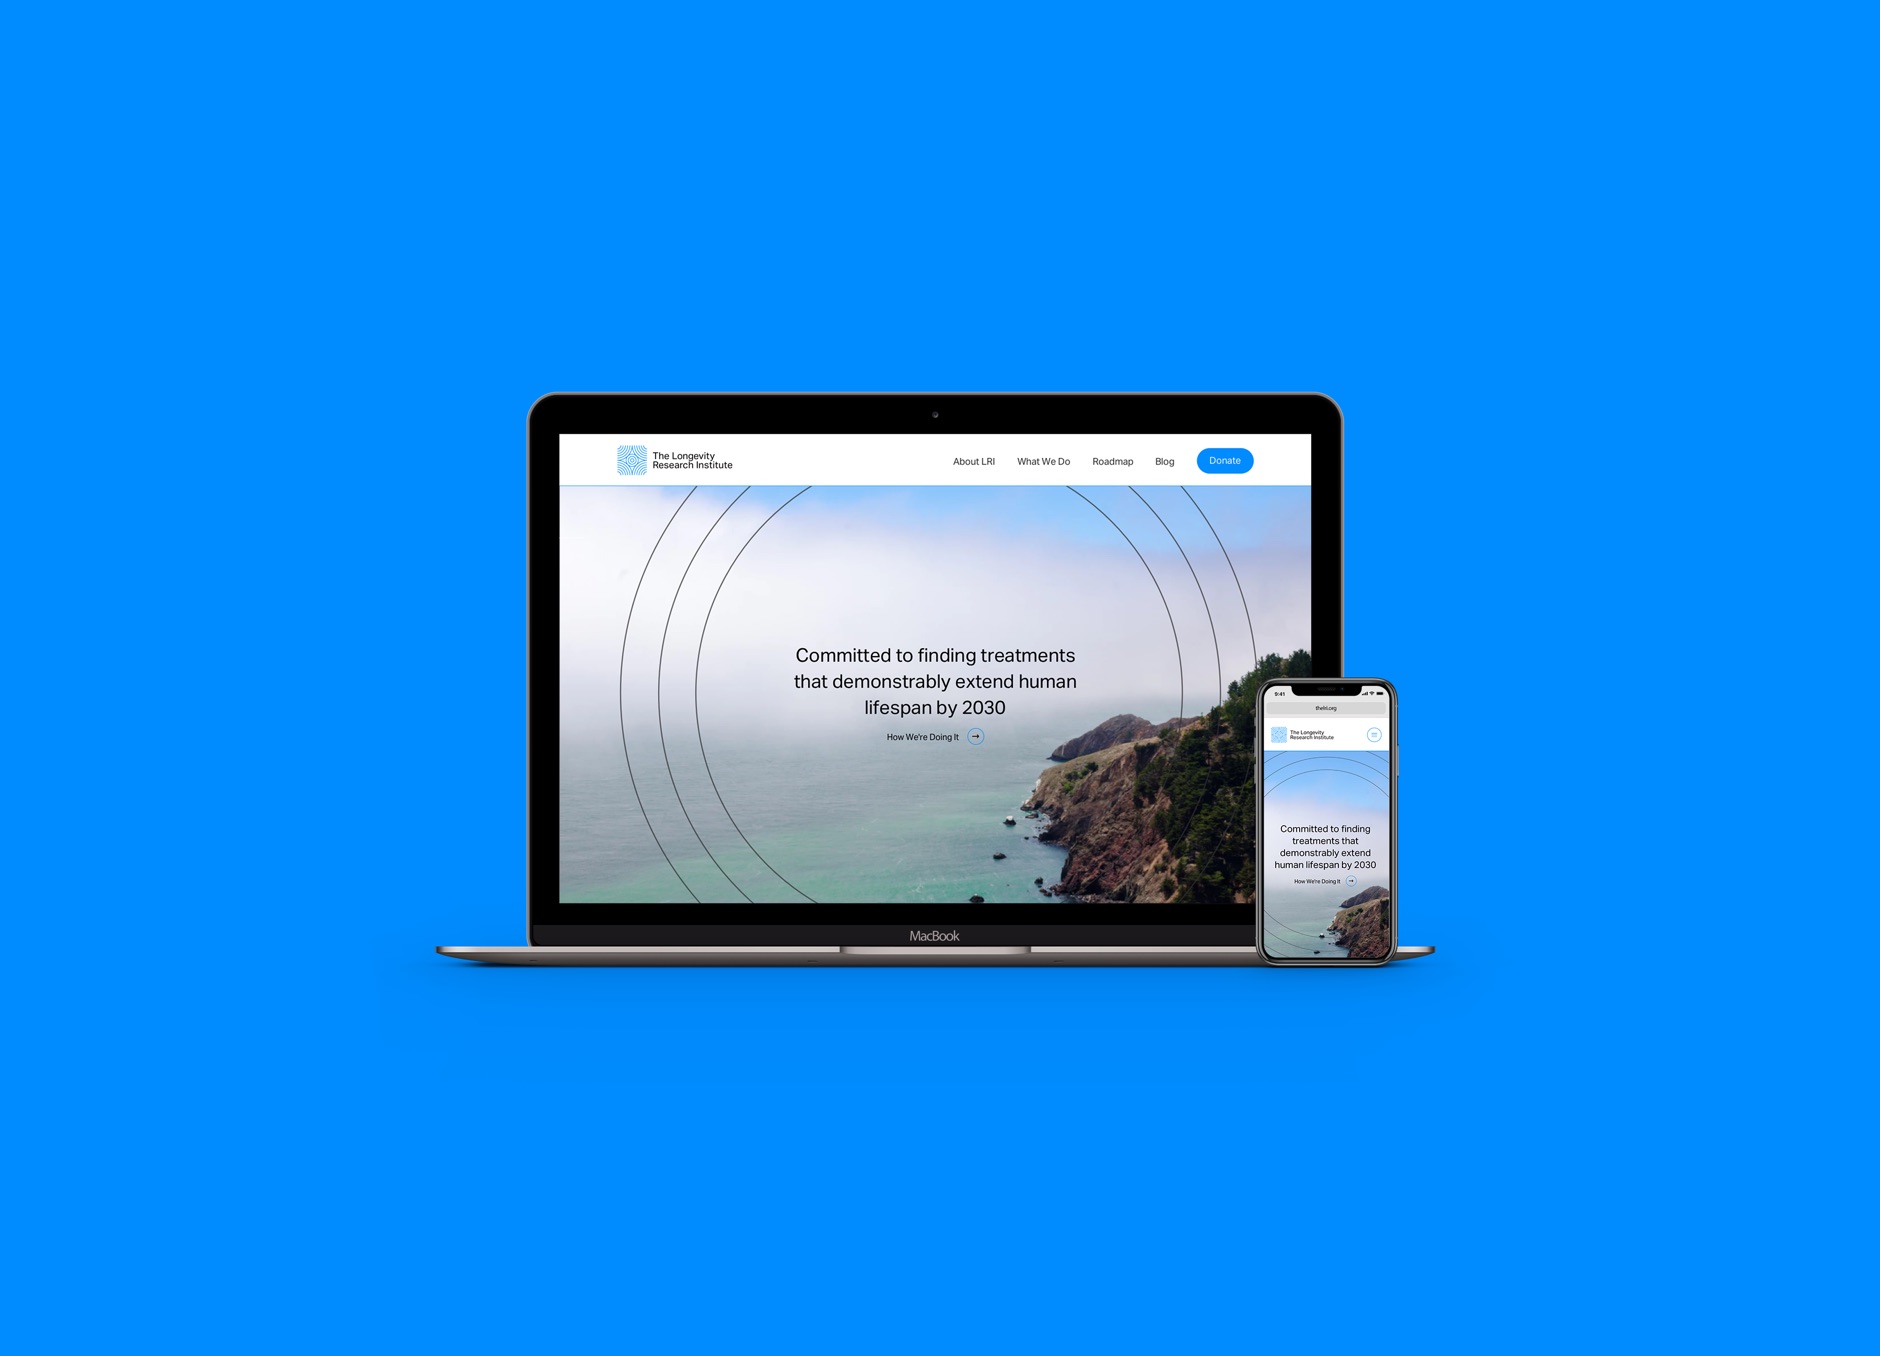 The Longevity
Research Institute
About LRI
What We Do
Roadmap
Blog
Donate
Committed to finding treatments
that demonstrably extend human
lifespan by 2030
How We're Doing It
MacBook
9:41
thelri.org
The Longevity
Research Institute
Committed to finding
treatments that
demonstrably extend
human lifespan by 2030
How We're Doing It